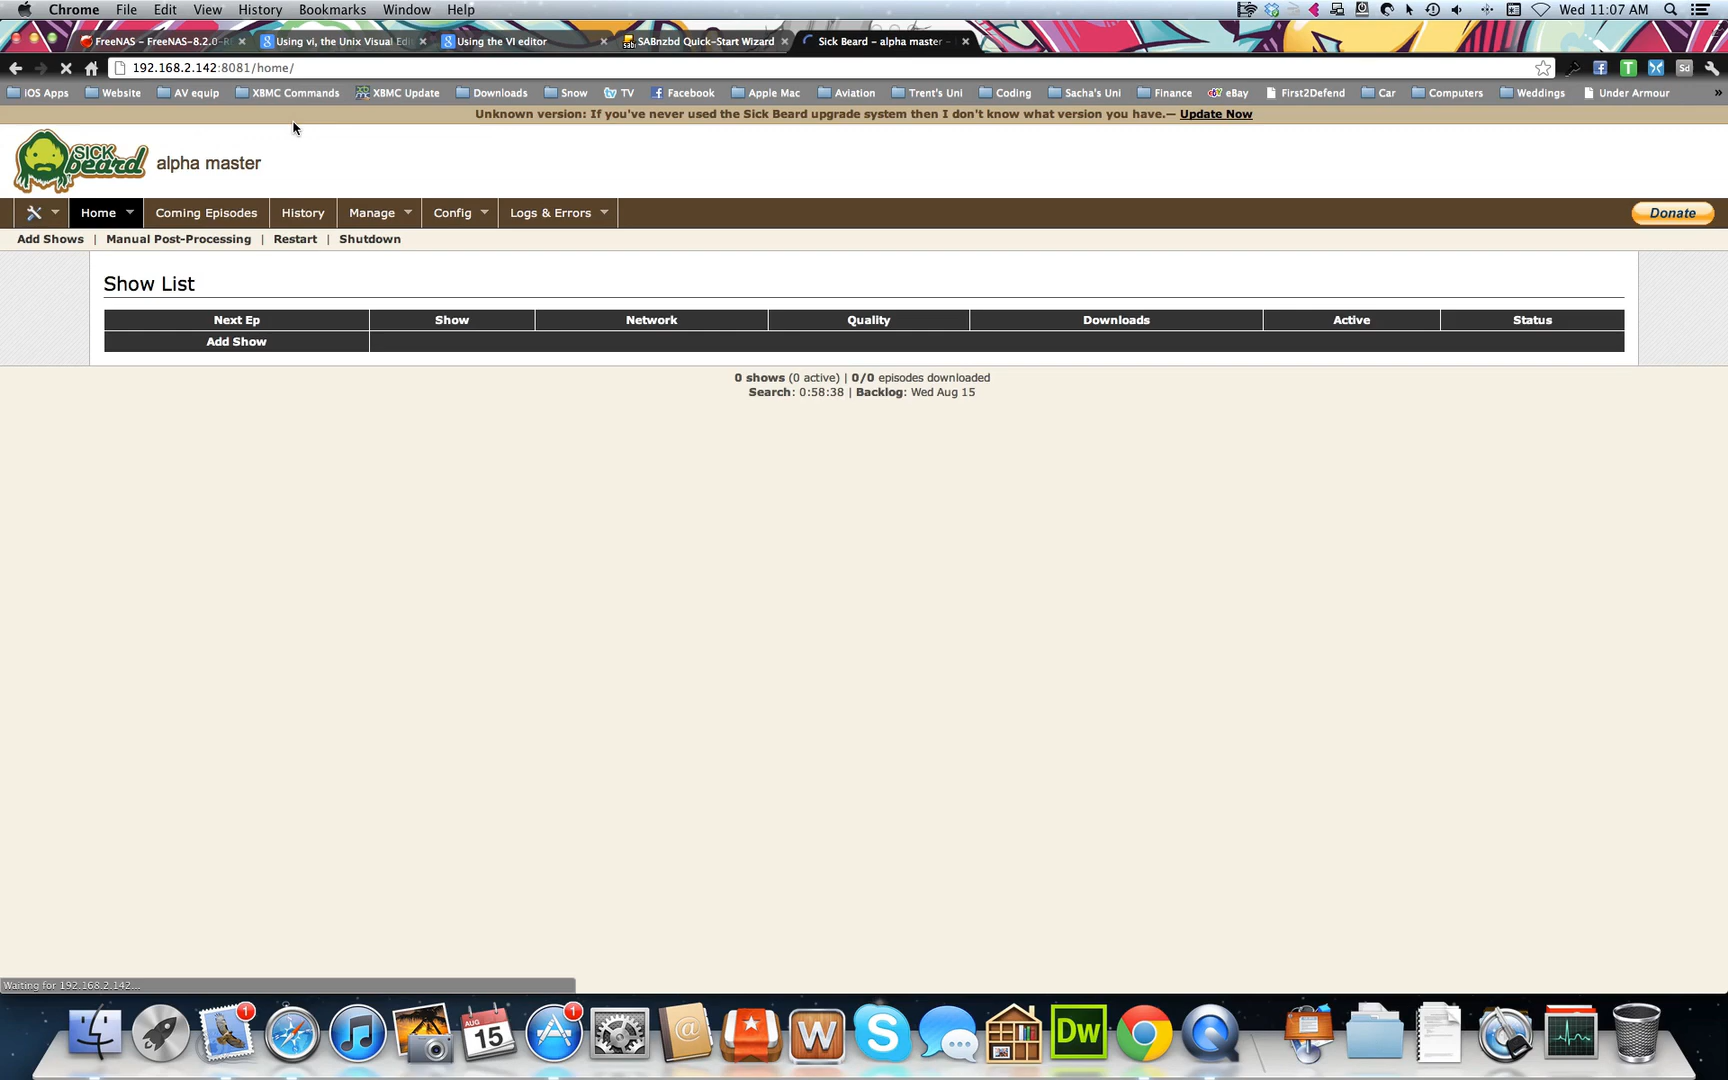 Chrome File Edit View History Bookmarks Window Help Wed 11:07 AM
FreeNAS – FreeNAS-8.2.0-R Using vi, the Unix Visual Edi Using the VI editor SABnzbd Quick-Start Wizard Sick Beard – alpha master –
192.168.2.142:8081/home/
iOS Apps Website AV equip XBMC Commands XBMC Update Downloads Snow TV Facebook Apple Mac Aviation Trent's Uni Coding Sacha's Uni Finance eBay First2Defend Car Computers Weddings Under Armour »
Unknown version: If you've never used the Sick Beard upgrade system then I don't know what version you have.— Update Now
SICK beard alpha master
Home Coming Episodes History Manage Config Logs & Errors Donate
Add Shows | Manual Post-Processing | Restart | Shutdown
Show List
Next Ep Show Network Quality Downloads Active Status
Add Show
0 shows (0 active) | 0/0 episodes downloaded
Search: 0:58:38 | Backlog: Wed Aug 15
Waiting for 192.168.2.142...
1 AUG 15 1 @ W S Dw